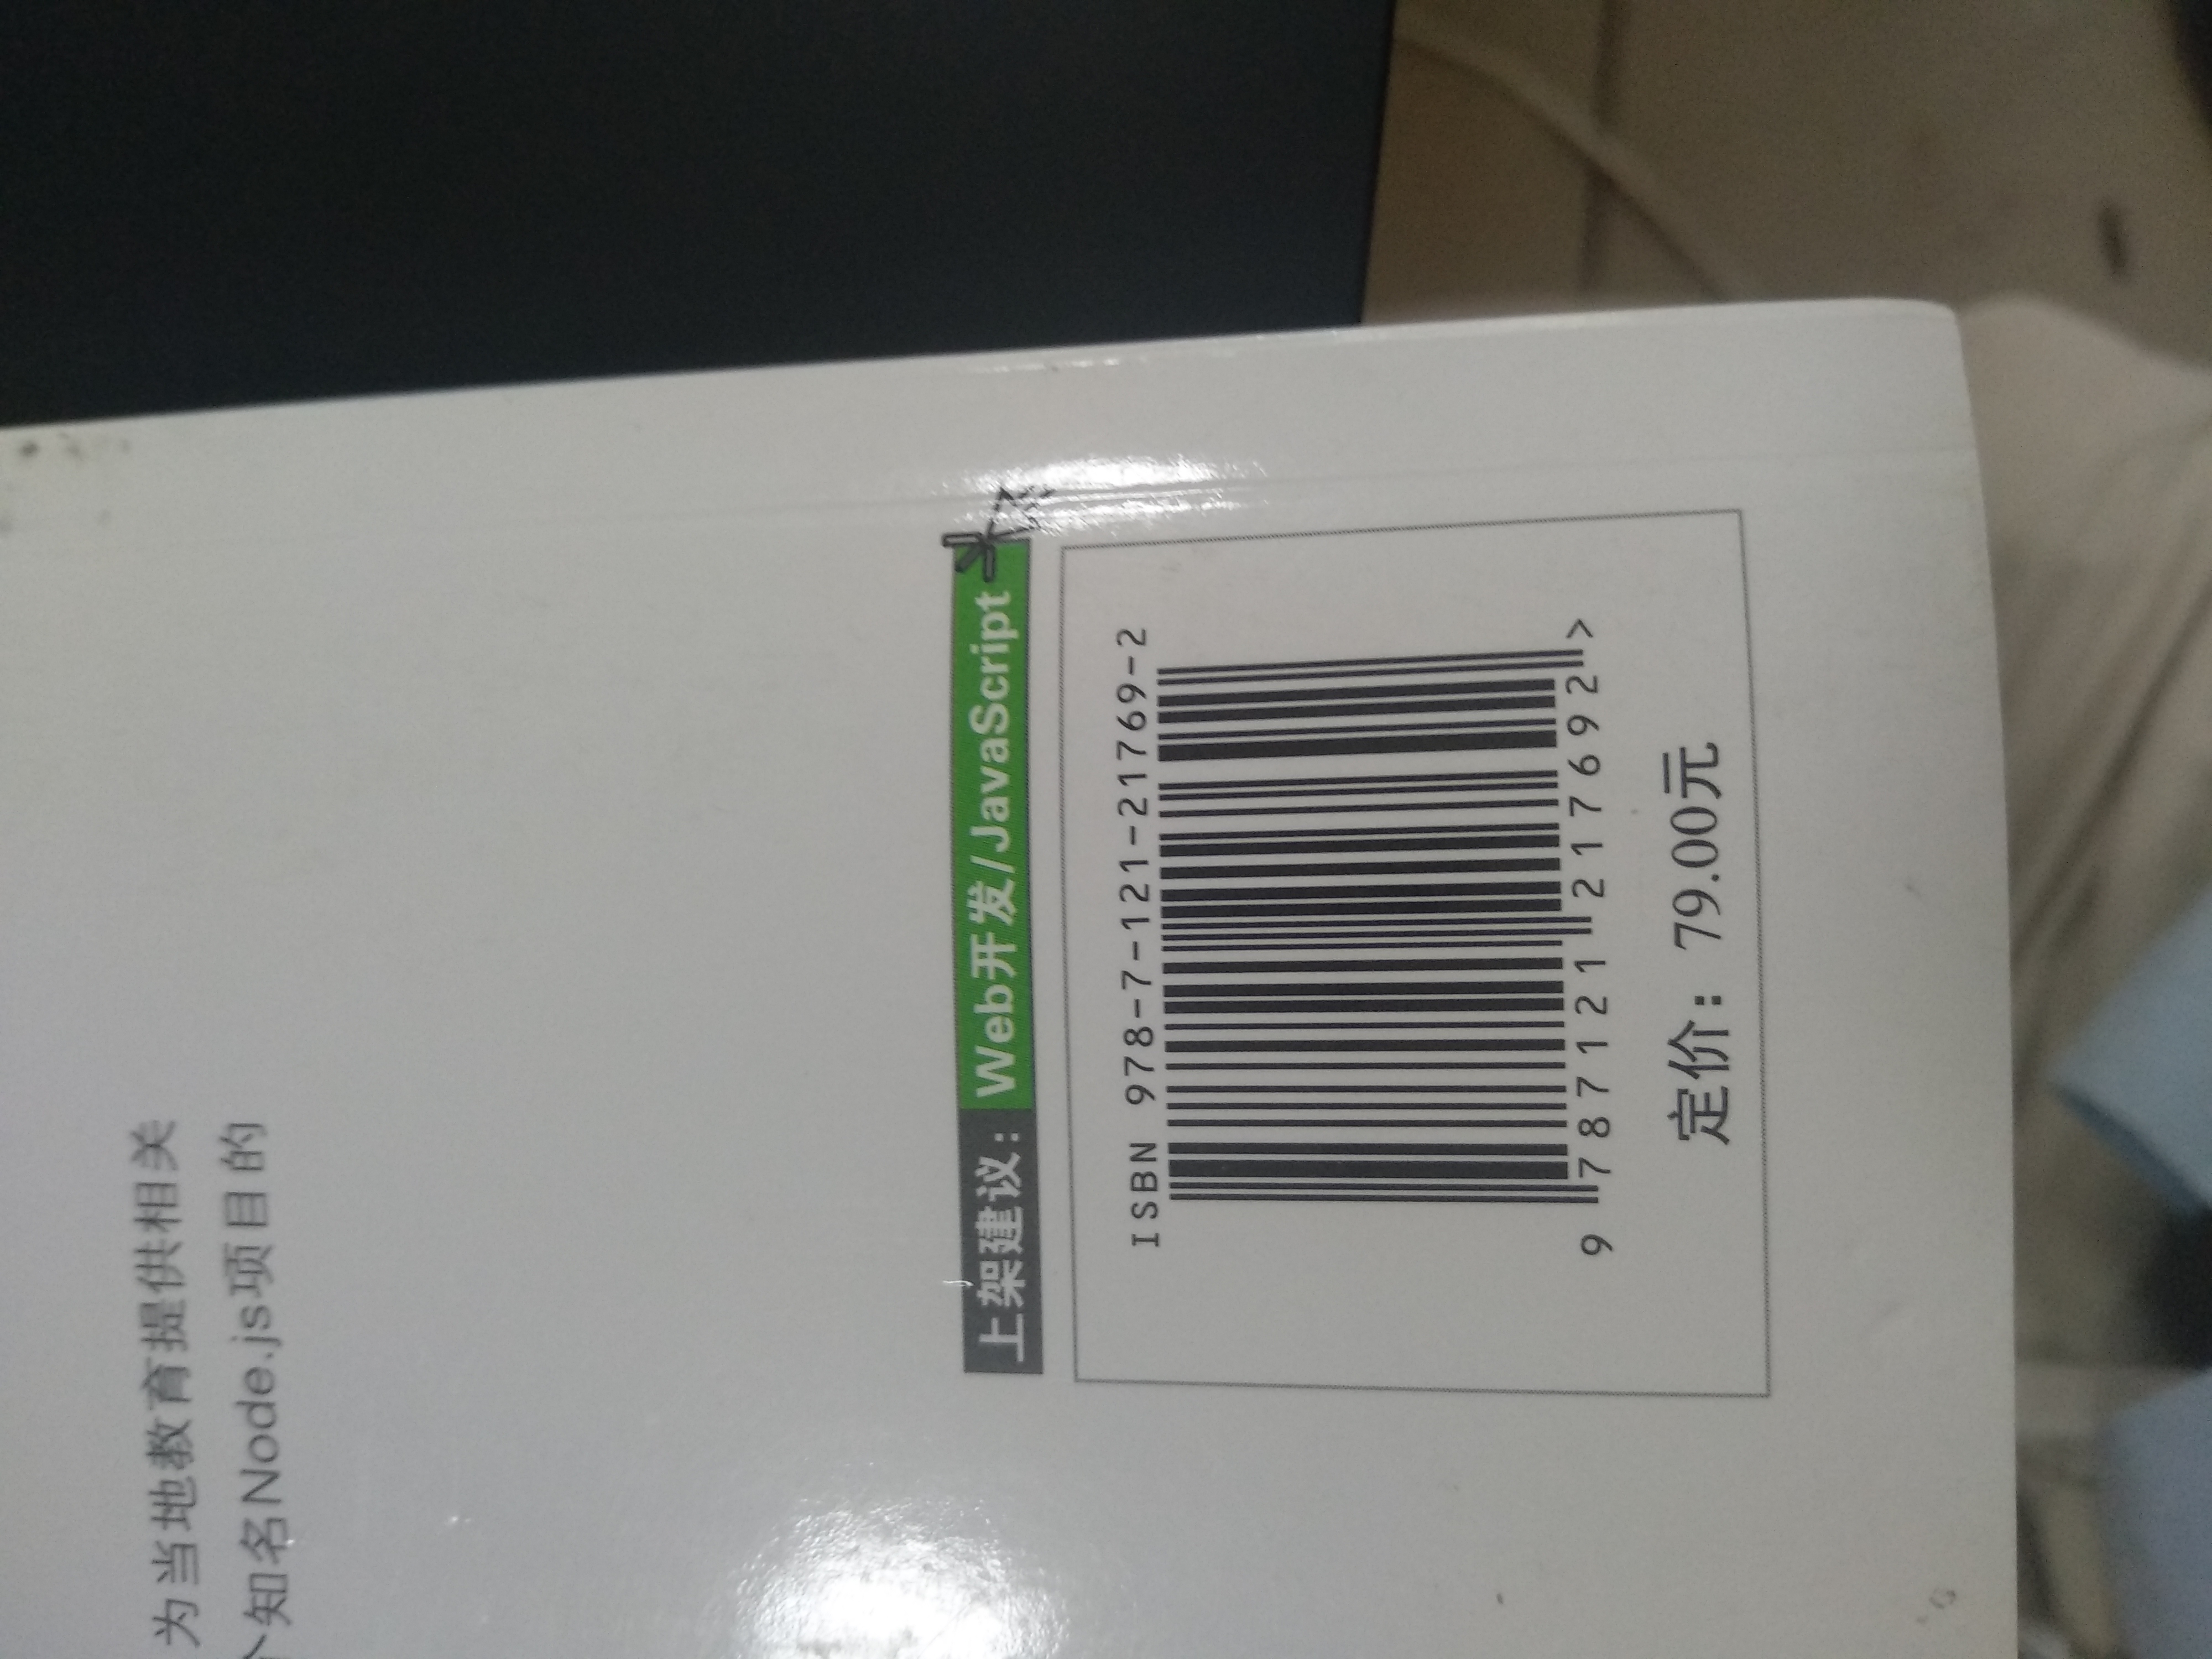 为当地教育提供相关
个知名Node.js项目的
上架建议：Web开发/JavaScript
ISBN 978-7-121-21769-2
9 787121 217692 >
定价：79.00元